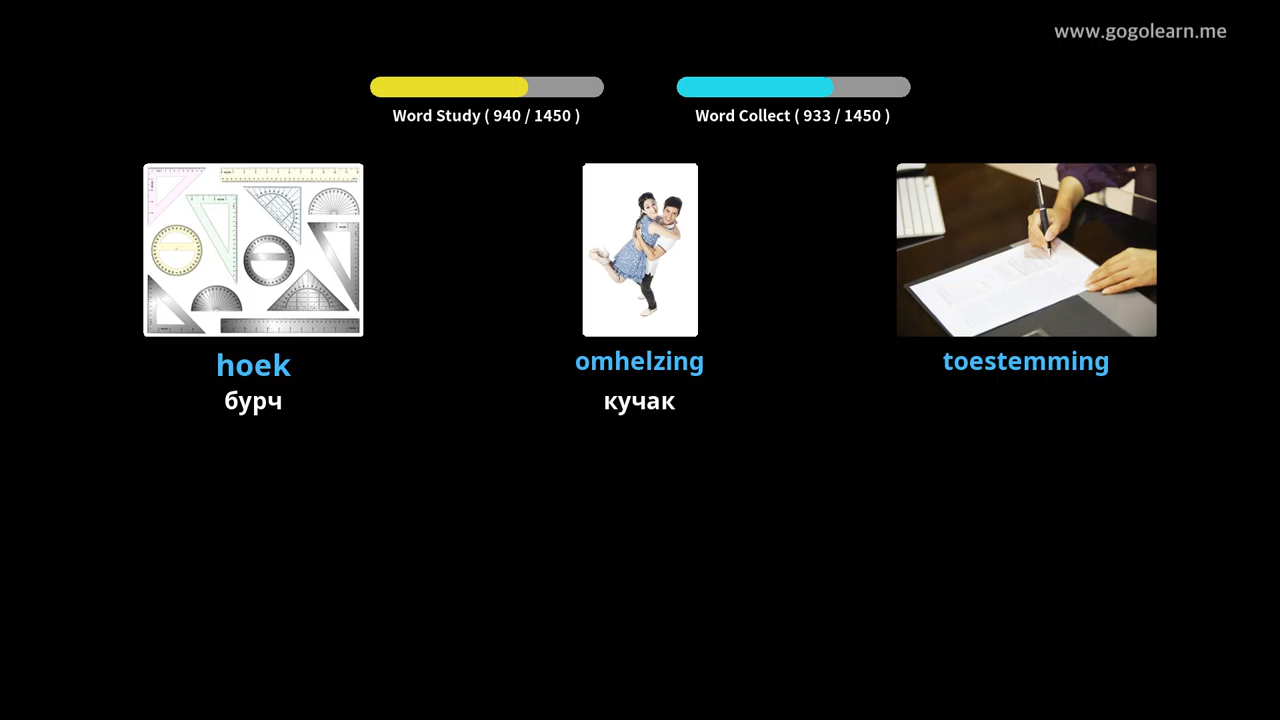 www.gogolearn.me
Word Study ( 940 / 1450 )
Word Collect ( 933 / 1450 )
hoek
omhelzing
toestemming
бурч
кучак